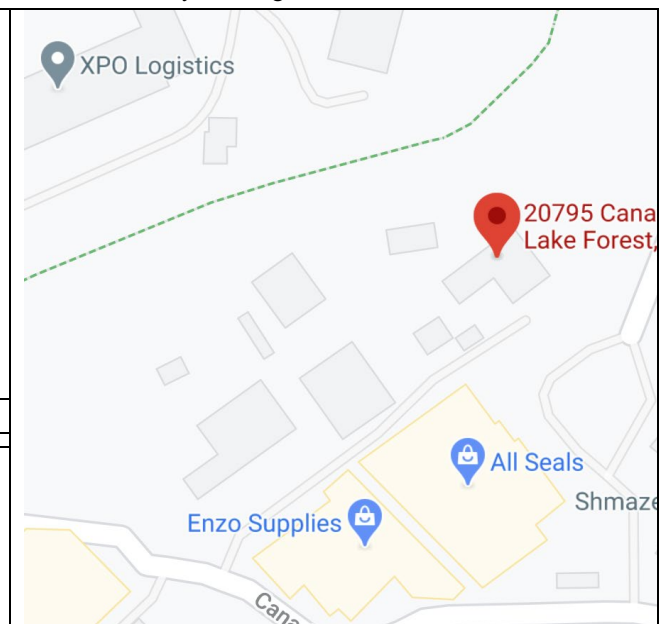 XPO Logistics
20795 Cana
Lake Forest,
All Seals
Shmaze
Enzo Supplies
Cana